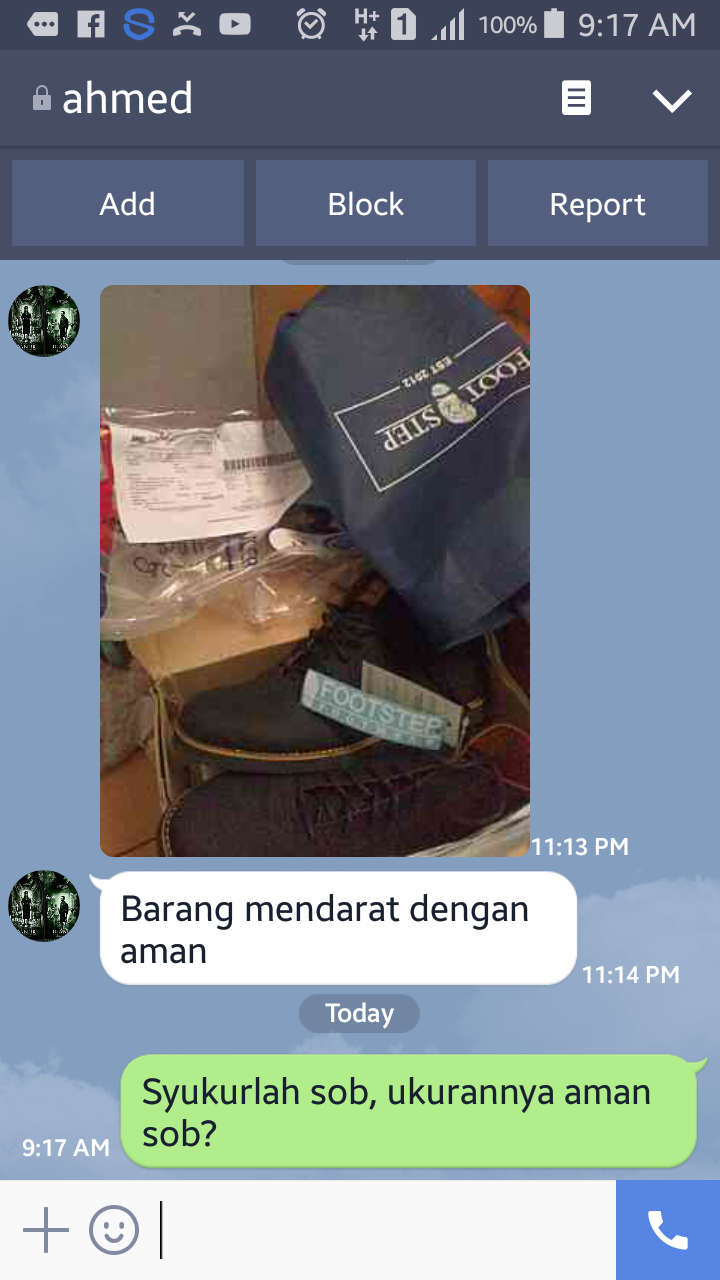 100% 9:17 AM
ahmed
Add Block Report
EST 2012
FOOT STEP
FOOTSTEP
11:13 PM
Barang mendarat dengan
aman
11:14 PM
Today
Syukurlah sob, ukurannya aman
sob?
9:17 AM